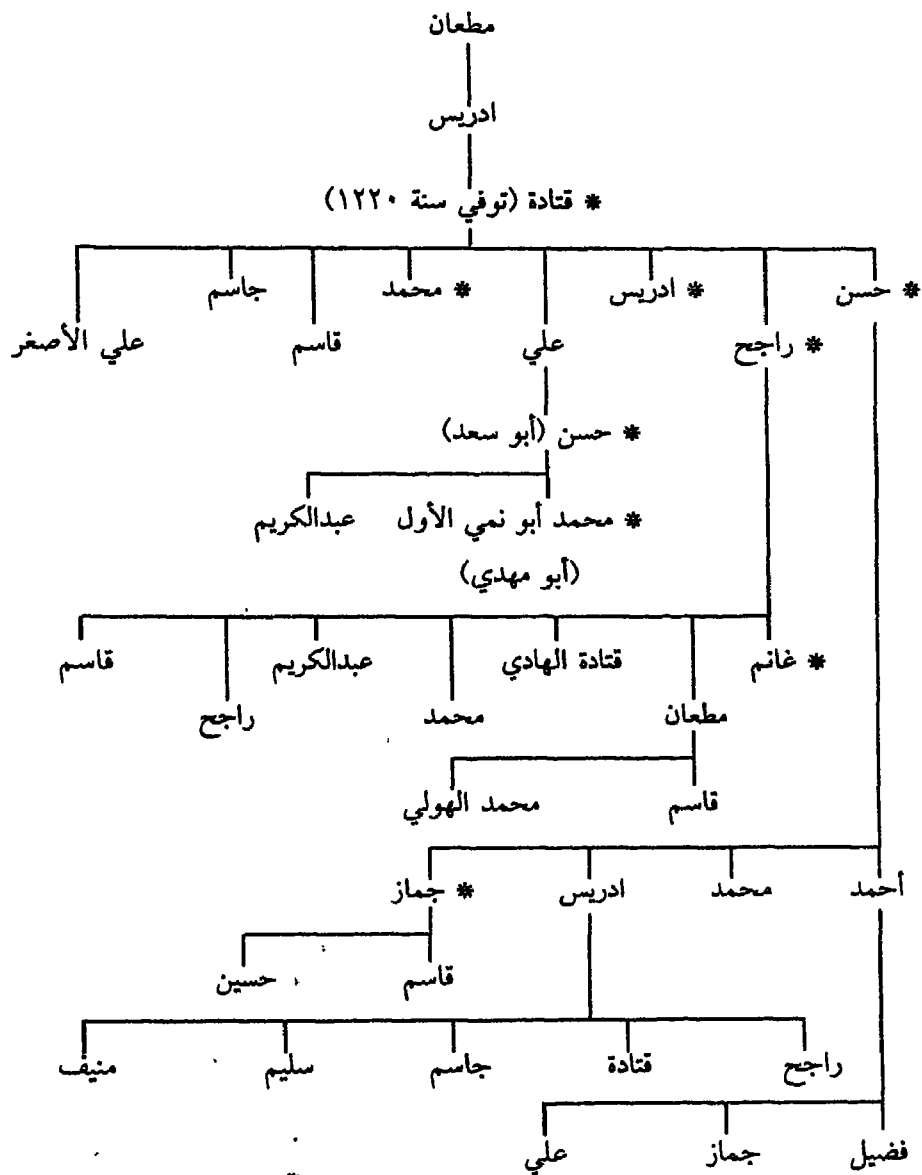 مطعان
ادريس
* قتادة (توفي سنة ١٢٢٠)
* حسن
* ادريس
* محمد
جاسم
* راجح
علي
قاسم
علي الأصغر
* حسن (أبو سعد)
* محمد أبو نمي الأول
عبدالكريم
(أبو مهدي)
* غانم
قتادة الهادي
عبدالكريم
قاسم
مطعان
محمد
راجح
قاسم
محمد الهولي
أحمد
محمد
ادريس
* جماز
قاسم
حسين
راجح
قتادة
جاسم
سليم
منيف
فضيل
جماز
علي